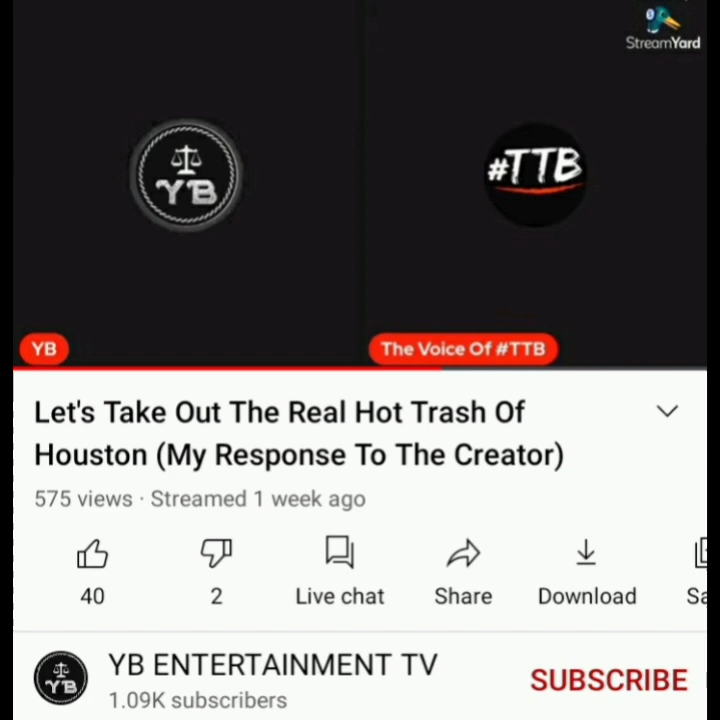 StreamYard
YB
#TTB
YB
The Voice Of #TTB
Let's Take Out The Real Hot Trash Of
Houston (My Response To The Creator)
575 views · Streamed 1 week ago
40
2
Live chat
Share
Download
Sa
YB
YB ENTERTAINMENT TV
1.09K subscribers
SUBSCRIBE